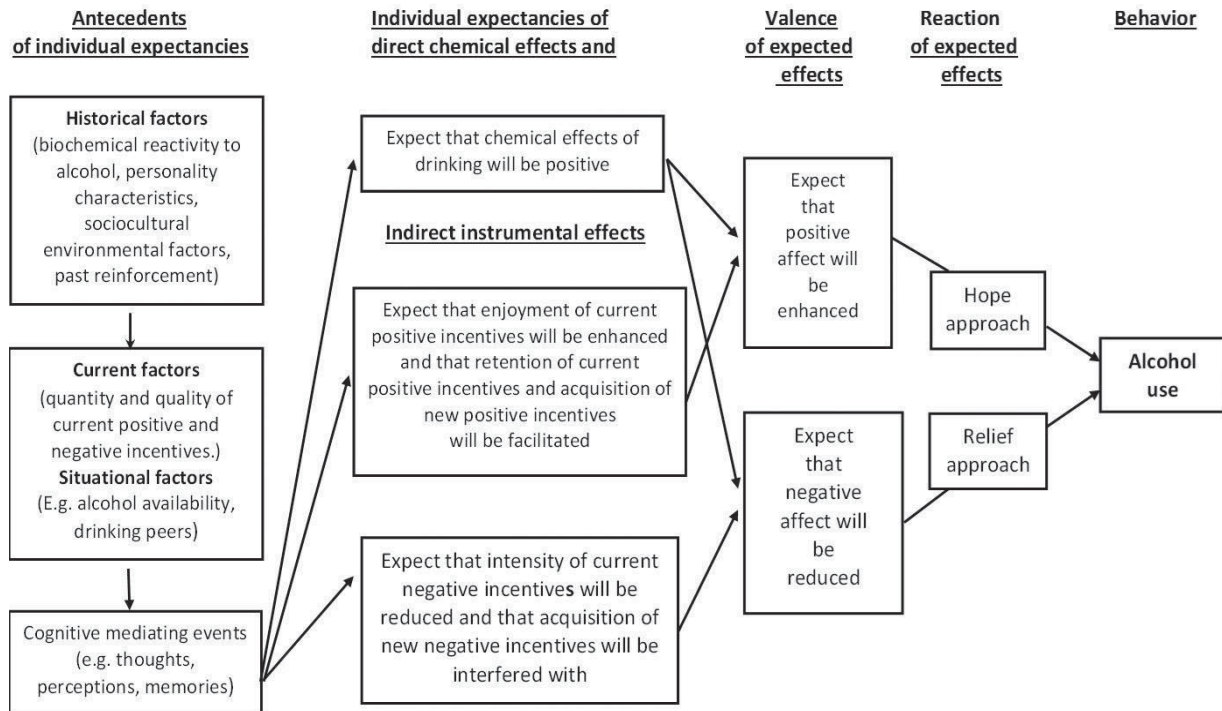 Antecedents
of individual expectancies
Individual expectancies of
direct chemical effects and
Valence
of expected
effects
Reaction
of expected
effects
Behavior
Historical factors
(biochemical reactivity to
alcohol, personality
characteristics,
sociocultural
environmental factors,
past reinforcement)
Current factors
(quantity and quality of
current positive and
negative incentives.)
Situational factors
(E.g. alcohol availability,
drinking peers)
Cognitive mediating events
(e.g. thoughts,
perceptions, memories)
Expect that chemical effects of
drinking will be positive
Indirect instrumental effects
Expect that enjoyment of current
positive incentives will be enhanced
and that retention of current
positive incentives and acquisition of
new positive incentives
will be facilitated
Expect that intensity of current
negative incentives will be
reduced and that acquisition of
new negative incentives will be
interfered with
Expect
that
positive
affect will
be
enhanced
Expect
that
negative
affect will
be
reduced
Hope
approach
Relief
approach
Alcohol
use